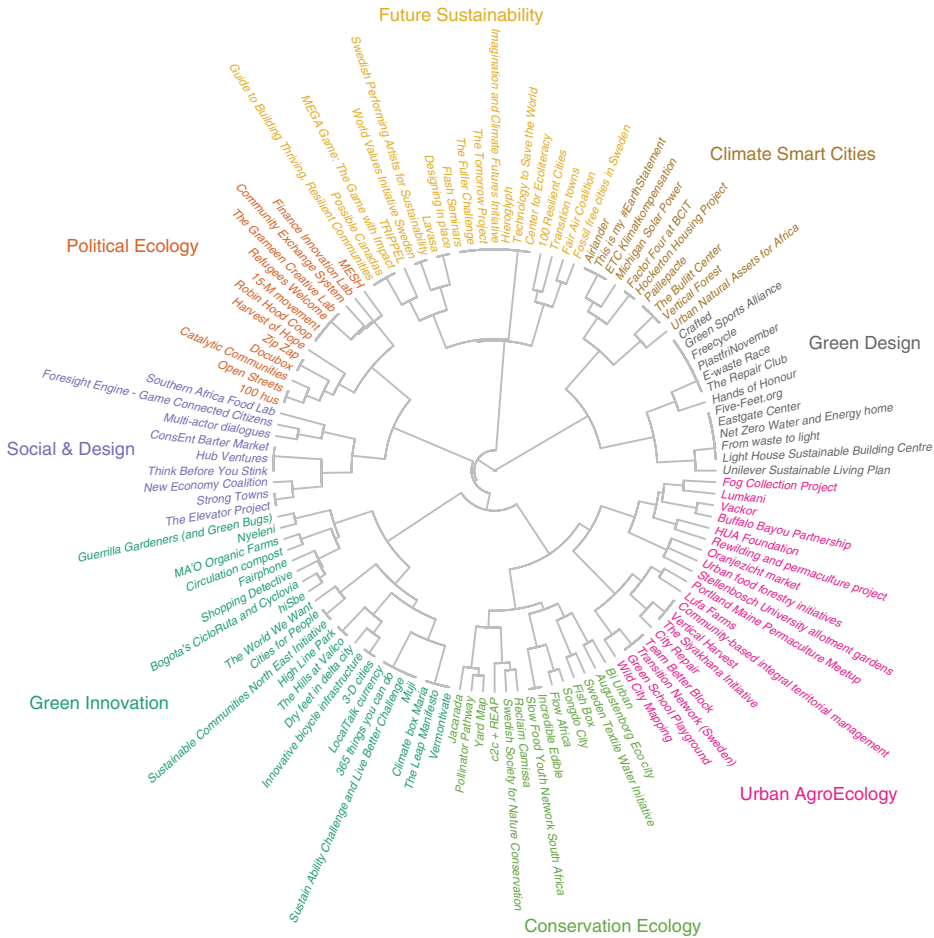 Future Sustainability
Guide to Building Thriving, Resilient Communities
Possible Canadas
MEGA Game: The Game with Impact
TRIPPEL
World Values Initiative Sweden
Swedish Performing Artists for Sustainability
Lavasa
Designing in place
Flash Seminars
The Fuller Challenge
The Tomorrow Project
Imagination and Climate Futures Initiative
Hieroglyph
Technology to Save the World
Center for Ecoliteracy
100 Resilient Cities
Transition towns
Fair Air Coalition
Fossil free cities in Sweden
Climate Smart Cities
Airlander
This is my #EarthStatement
ETC Klimatkompensation
Michigan Solar Power
Factor Four at BCIT
Hockerton Housing Project
Paillepacte
The Bullitt Center
Vertical Forest
Urban Natural Assets for Africa
Green Design
Crafted
Green Sports Alliance
Freecycle
PlastfriNovember
E-waste Race
The Repair Club
Hands of Honour
Five-Feet.org
Eastgate Center
Net Zero Water and Energy home
From waste to light
Light House Sustainable Building Centre
Unilever Sustainable Living Plan
Fog Collection Project
Lumkani
Vackor
Buffalo Bayou Partnership
HUA Foundation
Rewilding and permaculture project
Oranjezicht market
Urban food forestry initiatives
Stellenbosch University allotment gardens
Portland Maine Permaculture Meetup
Lufa Farms
Community-based integral territorial management
Vertical Harvest
The Siyakhana Initiative
City Repair
Team Better Block
Transition Network (Sweden)
Green School Playground
Wild City Mapping
Urban AgroEcology
Bi Urban
Augustenborg Eco city
Sweden Textile Water Initiative
Fish Box
Songdo City
Flow Africa
Incredible Edible
Slow Food Youth Network South Africa
Reclaim Camissa
Swedish Society for Nature Conservation
c2c + REAP
Yard Map
Pollinator Pathway
Jacarada
Conservation Ecology
Vermontivate
The Leap Manifesto
Climate box Maria
Muji
Sustain Ability Challenge and Live Better Challenge
365 things you can do
LocalTalk currency
3-D cities
Innovative bicycle infrastructure
Dry feet in delta city
The Hills at Vallco
High Line Park
Sustainable Communities North East Initiative
Cities for People
The World We Want
hiSbe
Bogota's CicloRuta and Cyclovia
Shopping Detective
Fairphone
Circulation compost
MA'O Organic Farms
Nyeleni
Guerrilla Gardeners (and Green Bugs)
Green Innovation
The Elevator Project
Strong Towns
New Economy Coalition
Think Before You Stink
Hub Ventures
ConsEnt Barter Market
Multi-actor dialogues
Foresight Engine - Game Connected Citizens
Southern Africa Food Lab
Social & Design
100 hus
Open Streets
Catalytic Communities
Docubox
Zip Zap
Harvest of Hope
Robin Hood Coop
15-M movement
Refugees Welcome
The Grameen Creative Lab
Community Exchange System
Finance Innovation Lab
MESH
Political Ecology